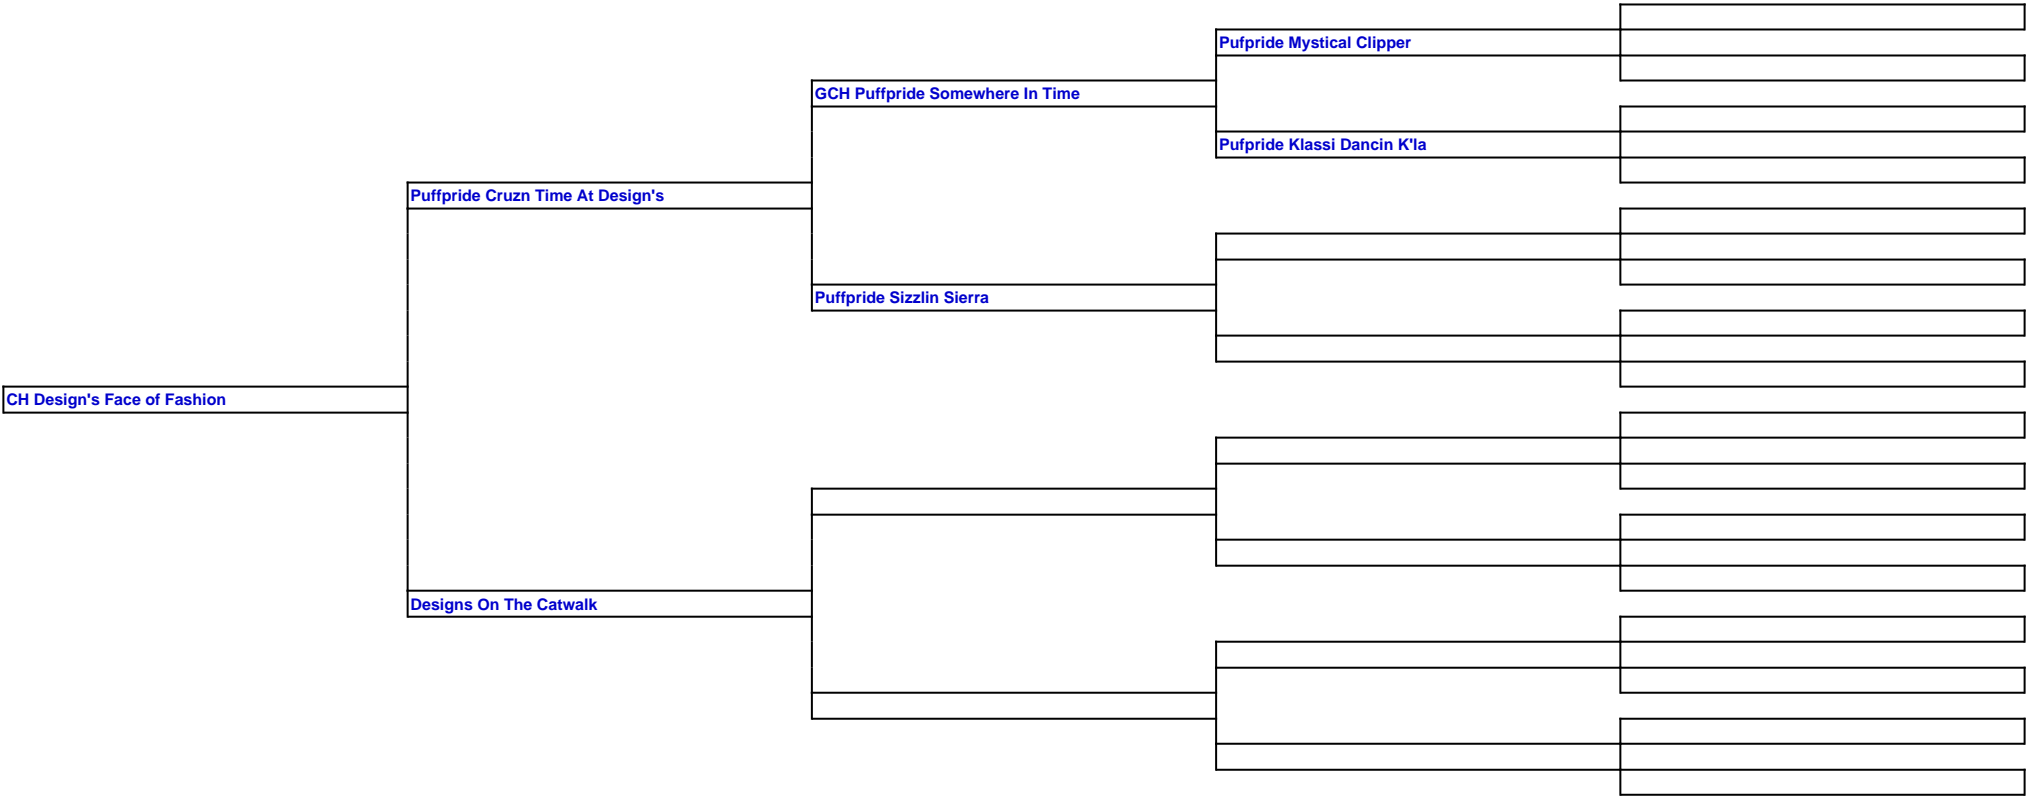 Pufpride Mystical Clipper
GCH Puffpride Somewhere In Time
Pufpride Klassi Dancin K'la
Puffpride Cruzn Time At Design's
Puffpride Sizzlin Sierra
CH Design's Face of Fashion
Designs On The Catwalk